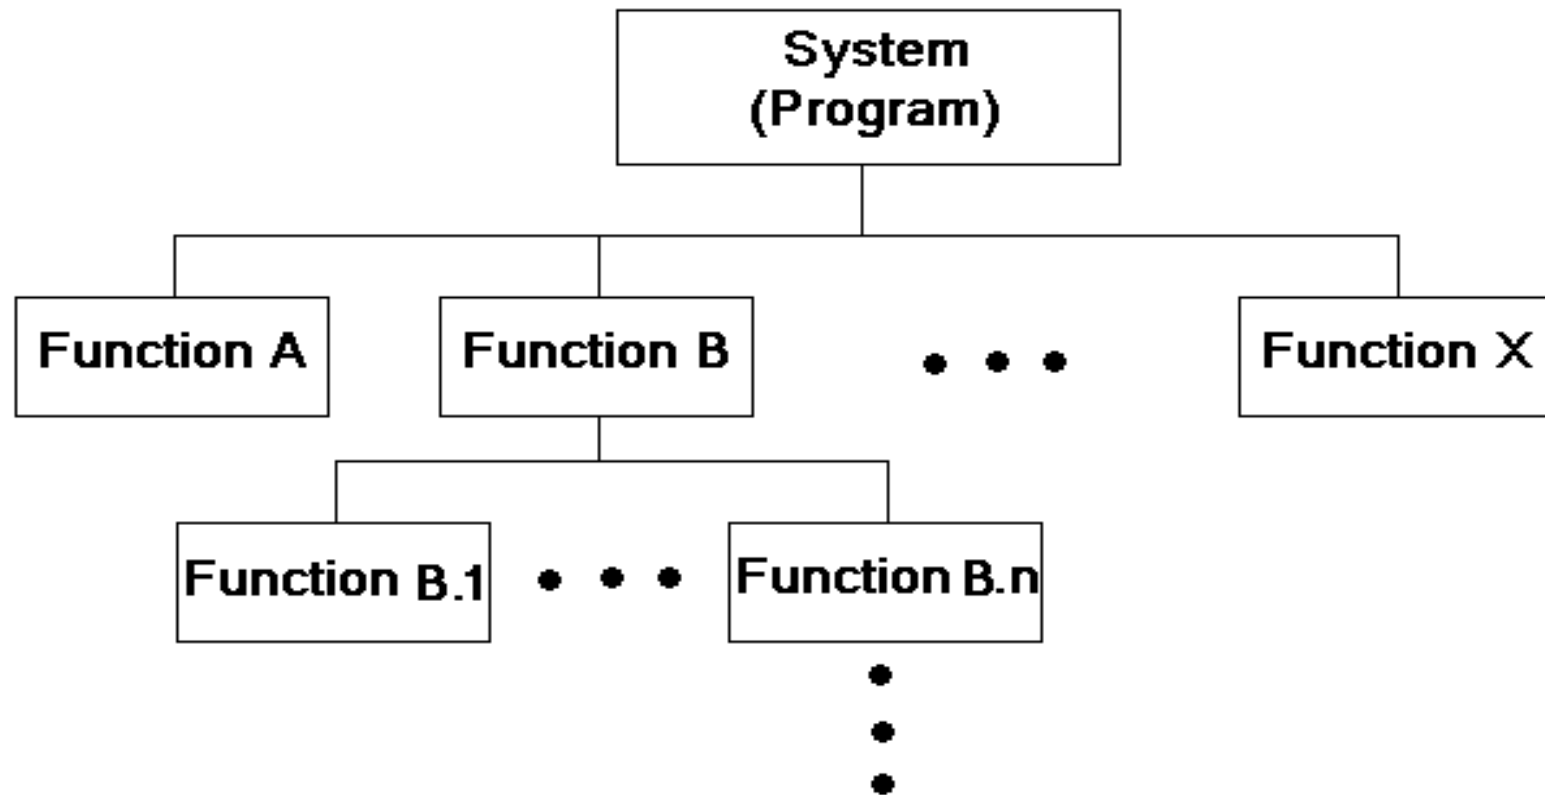 System
(Program)
Function A
Function B
Function X
Function B.1
Function B.n